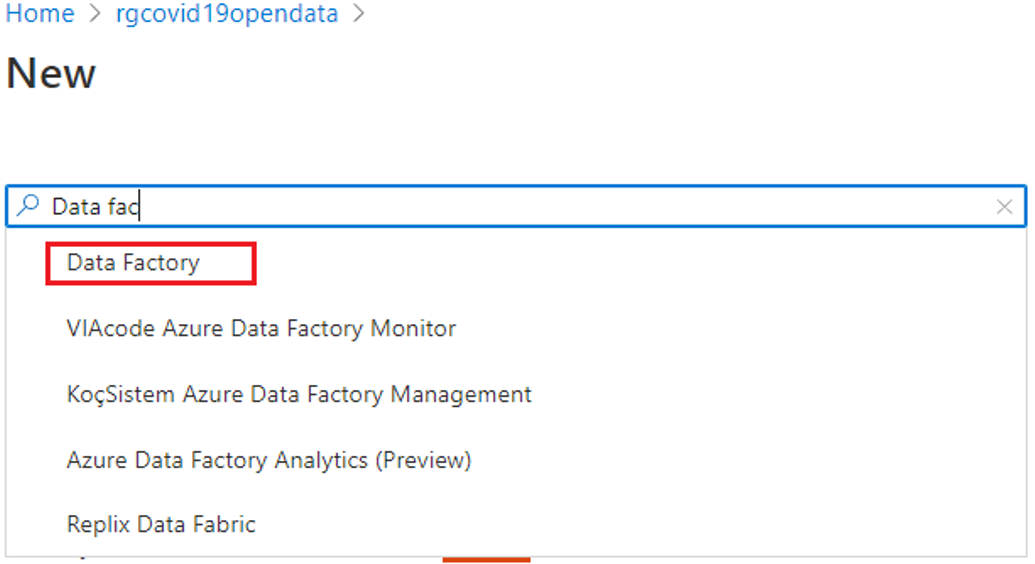 Home > rgcovid19opendata >
New
Data fac
Data Factory
VIAcode Azure Data Factory Monitor
KoçSistem Azure Data Factory Management
Azure Data Factory Analytics (Preview)
Replix Data Fabric